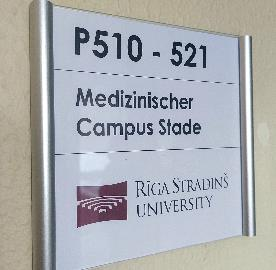 P510 - 521
Medizinischer
Campus Stade
RĪGA STRADIŅŠ
UNIVERSITY